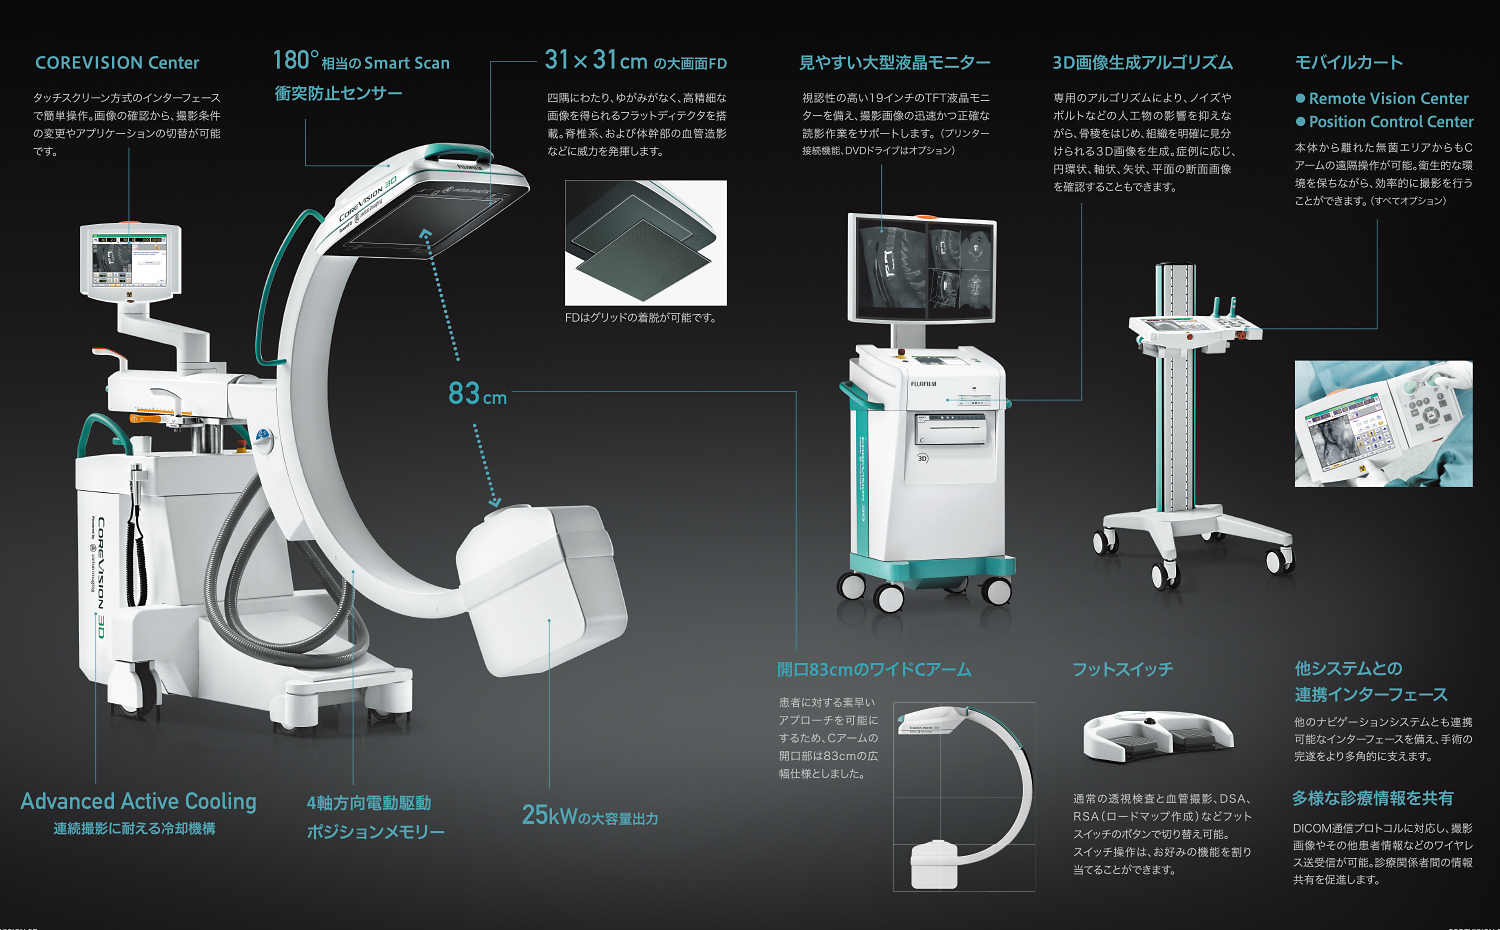 COREVISION Center
タッチスクリーン方式のインターフェース
で簡単操作。画像の確認から、撮影条件
の変更やアプリケーションの切替が可能
です。
180°相当の Smart Scan
衝突防止センサー
31×31cm の大画面FD
四隅にわたり、ゆがみがなく、高精細な
画像を得られるフラットディテクタを搭
載。脊椎系、および体幹部の血管造影
などに威力を発揮します。
FDはグリッドの着脱が可能です。
見やすい大型液晶モニター
視認性の高い19インチのTFT液晶モニ
ターを備え、撮影画像の迅速かつ正確な
読影作業をサポートします。(プリンター
接続機能、DVDドライブはオプション)
3D画像生成アルゴリズム
専用のアルゴリズムにより、ノイズや
ボルトなどの人工物の影響を抑えな
がら、骨稜をはじめ、組織を明確に見分
けられる3D画像を生成。症例に応じ、
円環状、軸状、矢状、平面の断面画像
を確認することもできます。
モバイルカート
●Remote Vision Center
●Position Control Center
本体から離れた無菌エリアからもC
アームの遠隔操作が可能。衛生的な環
境を保ちながら、効率的に撮影を行う
ことができます。(すべてオプション)
FUJIFILM
COREVISION 3D
83cm
FUJIFILM
3D
COREVISION 3D
COREVISION 3D
Powered by
ziehm imaging
Advanced Active Cooling
連続撮影に耐える冷却機構
4軸方向電動駆動
ポジションメモリー
25kWの大容量出力
開口83cmのワイドCアーム
患者に対する素早い
アプローチを可能に
するため、Cアームの
開口部は83cmの広
幅仕様としました。
フットスイッチ
通常の透視検査と血管撮影、DSA、
RSA(ロードマップ作成)などフット
スイッチのボタンで切り替え可能。
スイッチ操作は、お好みの機能を割り
当てることができます。
他システムとの
連携インターフェース
他のナビゲーションシステムとも連携
可能なインターフェースを備え、手術の
完遂をより多角的に支えます。
多様な診療情報を共有
DICOM通信プロトコルに対応し、撮影
画像やその他患者情報などのワイヤレ
ス送受信が可能。診療関係者間の情報
共有を促進します。